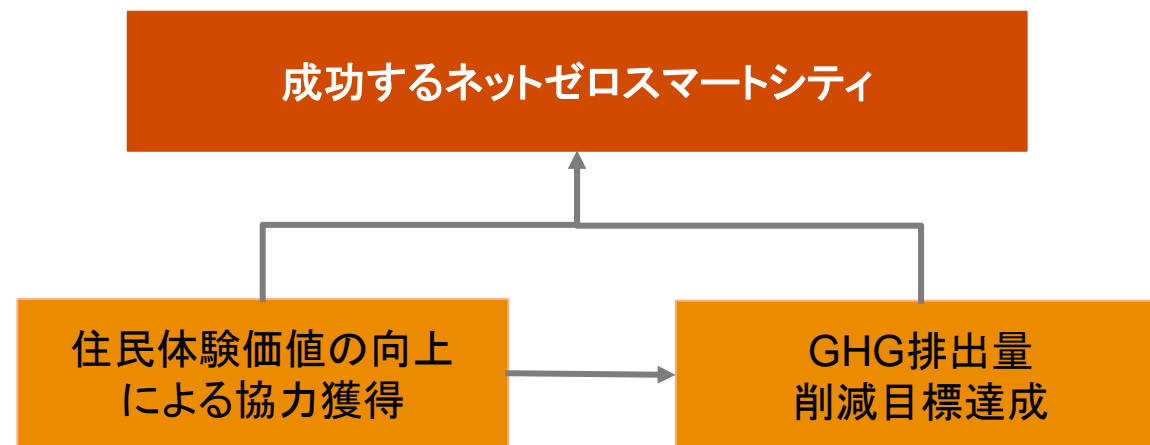 成功するネットゼロスマートシティ
住民体験価値の向上
による協力獲得
GHG排出量
削減目標達成